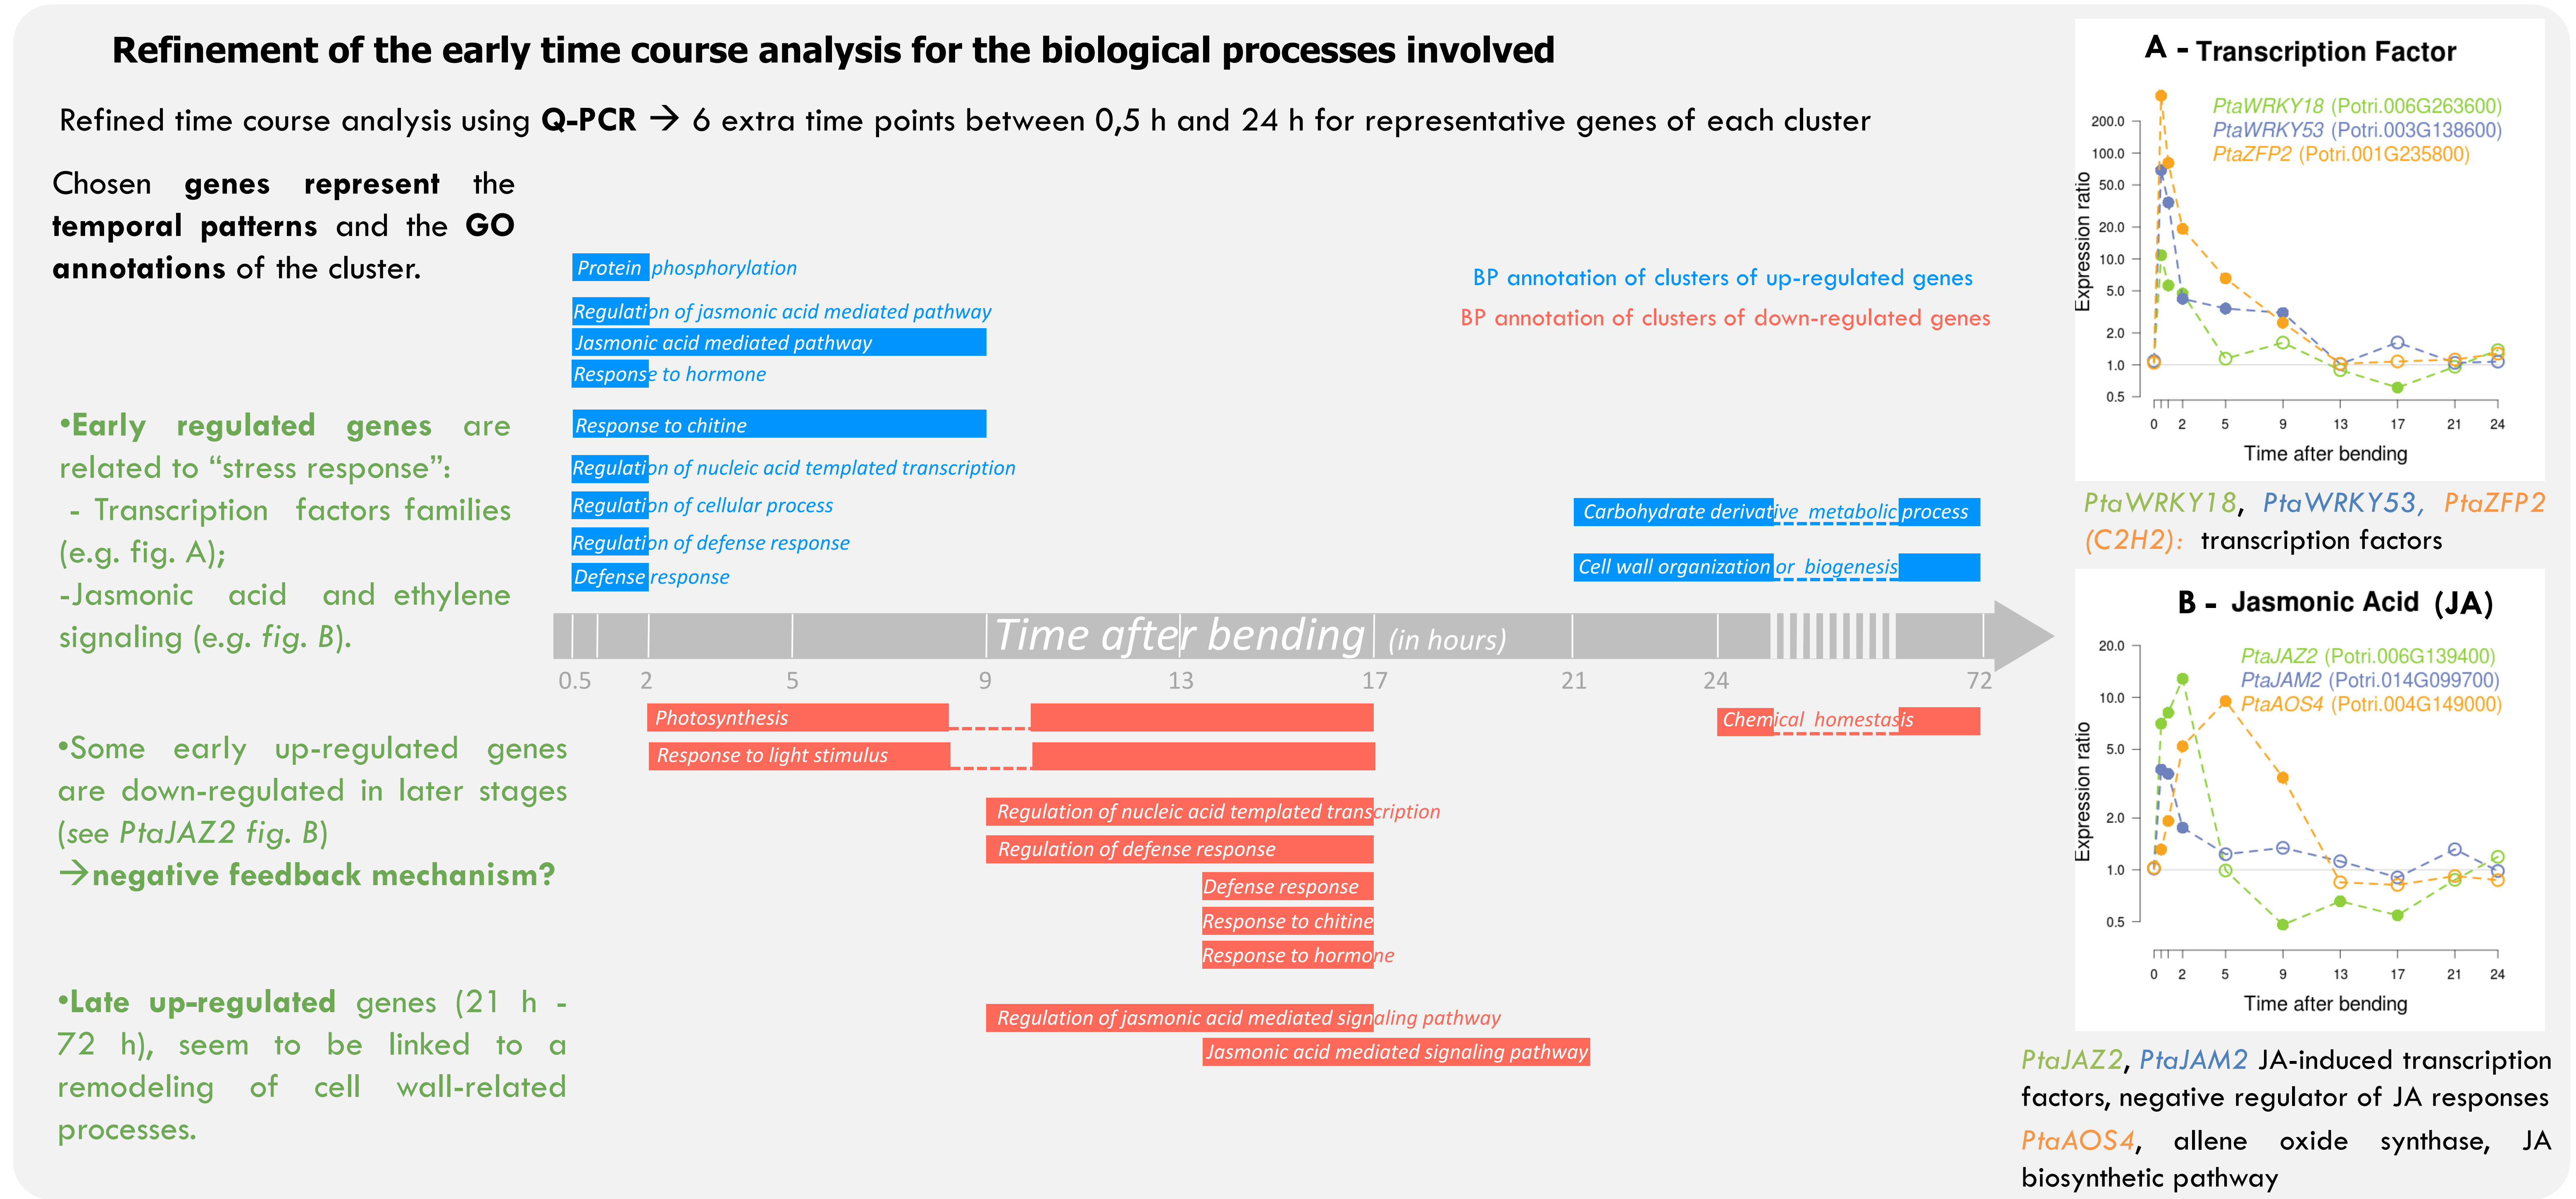 Refinement of the early time course analysis for the biological processes involved
Refined time course analysis using Q-PCR → 6 extra time points between 0,5 h and 24 h for representative genes of each cluster
Chosen genes represent the
temporal patterns and the GO
annotations of the cluster.
•Early regulated genes are
related to “stress response”:
- Transcription factors families
(e.g. fig. A);
-Jasmonic acid and ethylene
signaling (e.g. fig. B).
•Some early up-regulated genes
are down-regulated in later stages
(see PtaJAZ2 fig. B)
→negative feedback mechanism?
•Late up-regulated genes (21 h -
72 h), seem to be linked to a
remodeling of cell wall-related
processes.
Protein phosphorylation
Regulation of jasmonic acid mediated pathway
Jasmonic acid mediated pathway
Response to hormone
Response to chitine
Regulation of nucleic acid templated transcription
Regulation of cellular process
Regulation of defense response
Defense response
BP annotation of clusters of up-regulated genes
BP annotation of clusters of down-regulated genes
Carbohydrate derivative metabolic process
Cell wall organization or biogenesis
Time after bending (in hours)
0.5 2 5 9 13 17 21 24 72
Photosynthesis
Response to light stimulus
Chemical homestasis
Regulation of nucleic acid templated transcription
Regulation of defense response
Defense response
Response to chitine
Response to hormone
Regulation of jasmonic acid mediated signaling pathway
Jasmonic acid mediated signaling pathway
A - Transcription Factor
PtaWRKY18 (Potri.006G263600)
PtaWRKY53 (Potri.003G138600)
PtaZFP2 (Potri.001G235800)
Expression ratio
200.0
100.0
50.0
20.0
10.0
5.0
2.0
1.0
0.5
0 2 5 9 13 17 21 24
Time after bending
PtaWRKY18, PtaWRKY53, PtaZFP2
(C2H2): transcription factors
B - Jasmonic Acid (JA)
PtaJAZ2 (Potri.006G139400)
PtaJAM2 (Potri.014G099700)
PtaAOS4 (Potri.004G149000)
Expression ratio
20.0
10.0
5.0
2.0
1.0
0.5
0 2 5 9 13 17 21 24
Time after bending
PtaJAZ2, PtaJAM2 JA-induced transcription
factors, negative regulator of JA responses
PtaAOS4, allene oxide synthase, JA
biosynthetic pathway